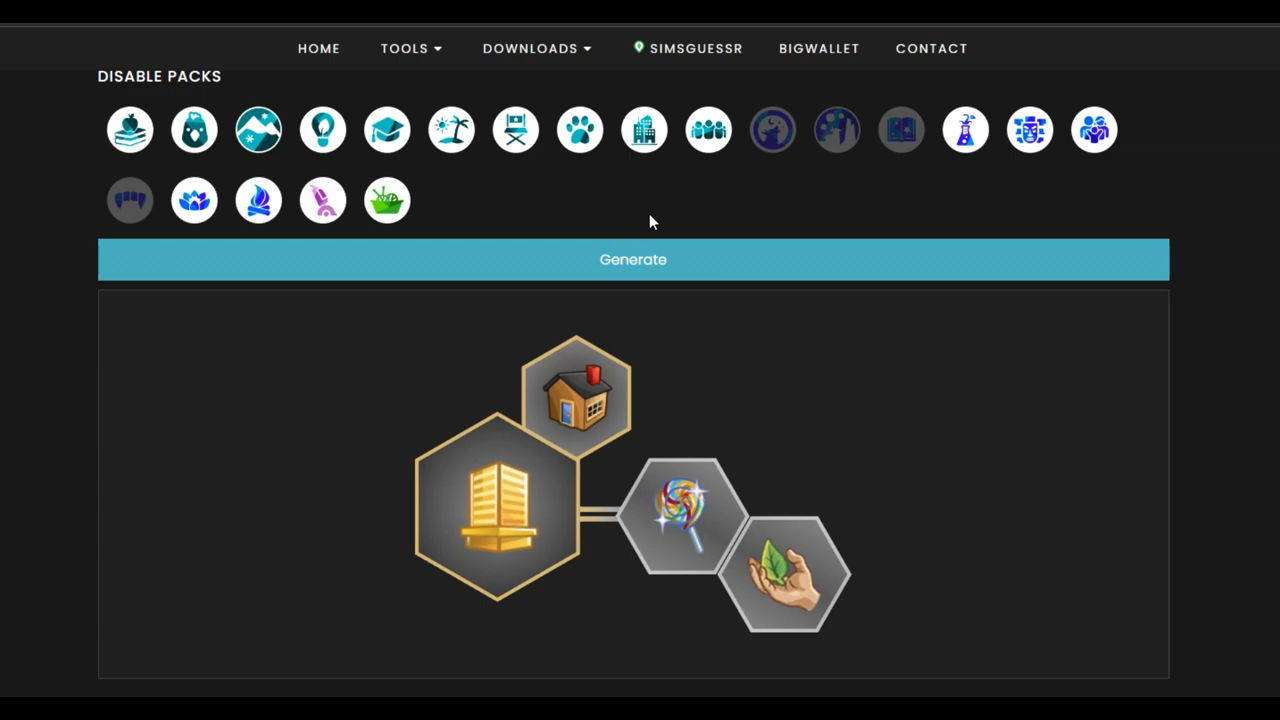 HOME TOOLS DOWNLOADS SIMSGUESSR BIGWALLET CONTACT
DISABLE PACKS
Generate